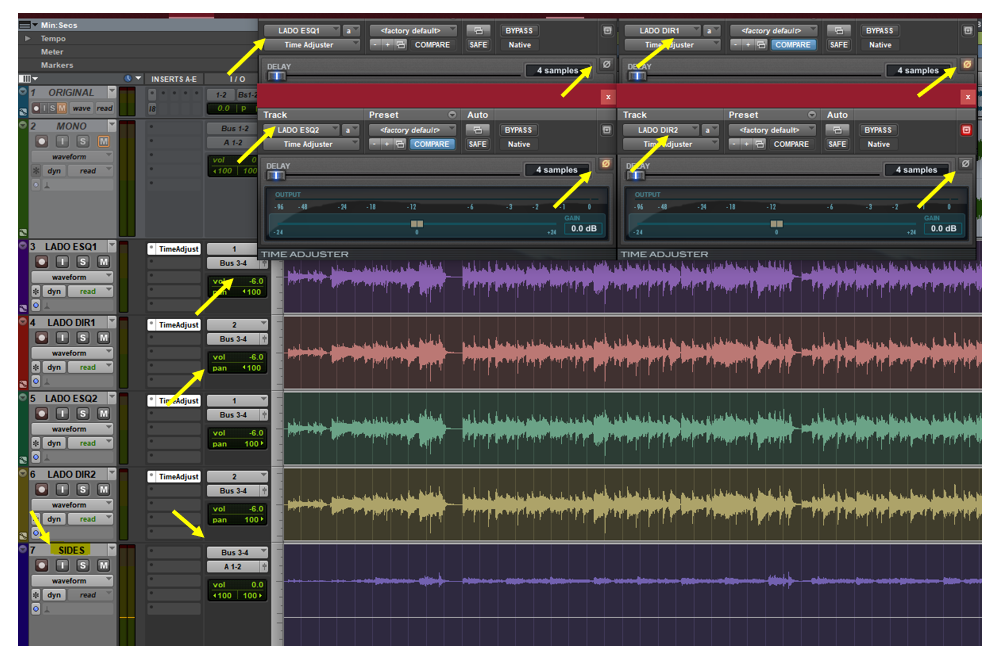 Min:Secs
Tempo
Meter
Markers
INSERTS A-E
I / O
1 ORIGINAL
I S M wave read
1-2
0.0 P
2 MONO
I S M
waveform
dyn read
Bus 1-2
A 1-2
vol 0
100 100
LADO ESQ1 a
Time Adjuster
<factory default>
- + COMPARE
SAFE
BYPASS
Native
DELAY
4 samples
LADO DIR1 a
Time Adjuster
<factory default>
- + COMPARE
SAFE
BYPASS
Native
DELAY
4 samples
Track Preset Auto
LADO ESQ2 a
<factory default>
BYPASS
Time Adjuster
- + COMPARE
SAFE
Native
DELAY
4 samples
OUTPUT
-96 -48 -24 -18 -12 -6 -3 -2 -1 0
GAIN
-24 0 +24
0.0 dB
TIME ADJUSTER
Track Preset Auto
LADO DIR2 a
<factory default>
BYPASS
Time Adjuster
- + COMPARE
SAFE
Native
DELAY
4 samples
OUTPUT
-96 -48 -24 -18 -12 -6 -3 -2 -1 0
GAIN
-24 0 +24
0.0 dB
TIME ADJUSTER
3 LADO ESQ1
I S M
waveform
dyn read
TimeAdjust
1
Bus 3-4
vol -6.0
pan 100
4 LADO DIR1
I S M
waveform
dyn read
TimeAdjust
2
Bus 3-4
vol -6.0
pan 100
5 LADO ESQ2
I S M
waveform
dyn read
TimeAdjust
1
Bus 3-4
vol -6.0
pan 100
6 LADO DIR2
I S M
waveform
dyn read
TimeAdjust
2
Bus 3-4
vol -6.0
pan 100
7 SIDES
I S M
waveform
dyn read
Bus 3-4
A 1-2
vol 0.0
100 100